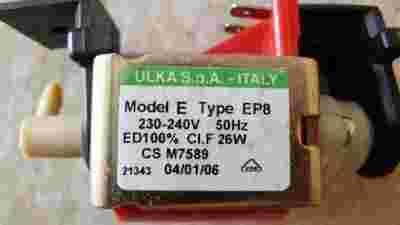 ULKA S.p.A. - ITALY
Model E Type EP8
230-240V 50Hz
ED100% Cl.F 26W
CS M7589
21343 04/01/06